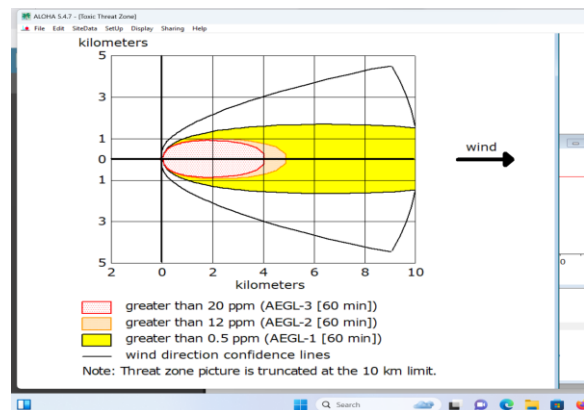 ALOHA 5.4.7 - [Toxic Threat Zone]
File Edit SiteData SetUp Display Sharing Help
kilometers
5
3
1
0
1
3
5
2 0 2 4 6 8 10
kilometers
wind
0
greater than 20 ppm (AEGL-3 [60 min])
greater than 12 ppm (AEGL-2 [60 min])
greater than 0.5 ppm (AEGL-1 [60 min])
wind direction confidence lines
Note: Threat zone picture is truncated at the 10 km limit.
Search